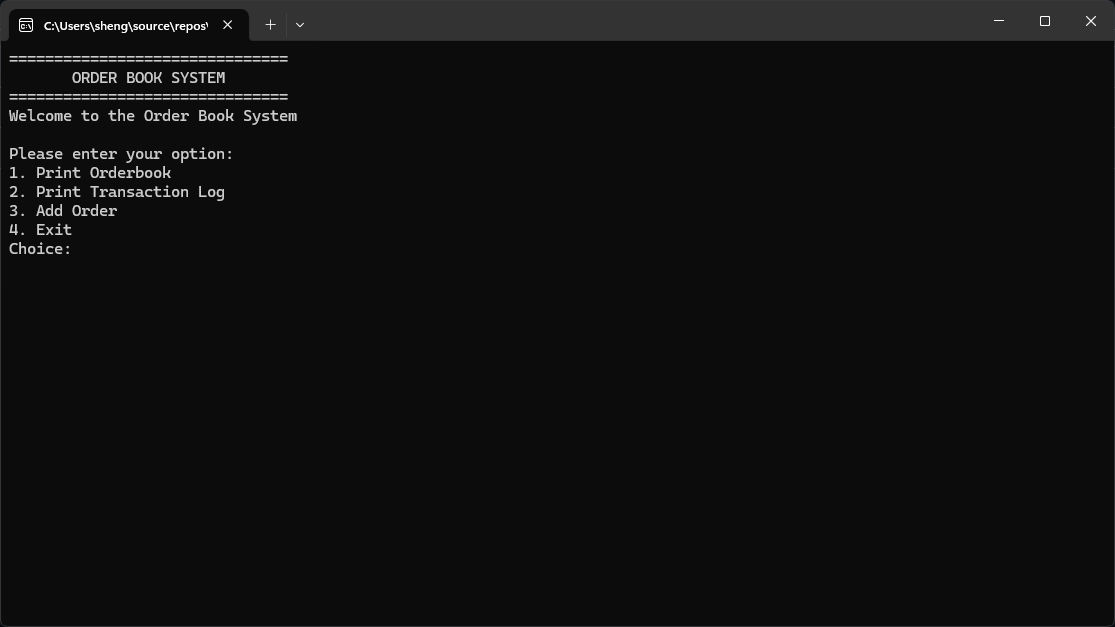 C:\Users\sheng\source\repos\
==============================
ORDER BOOK SYSTEM
===============================
Welcome to the Order Book System
Please enter your option:
1. Print Orderbook
2. Print Transaction Log
3. Add Order
4. Exit
Choice: